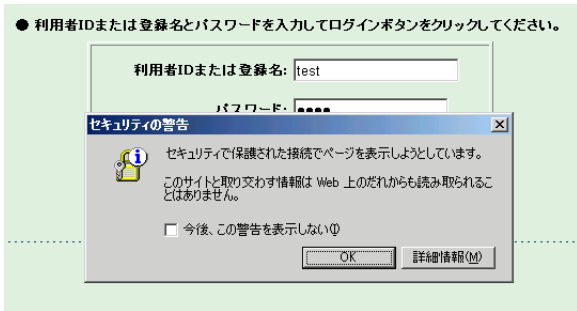 ● 利用者IDまたは登録名とパスワードを入力してログインボタンをクリックしてください。
利用者IDまたは登録名: test
パスワード: ●●●●
セキュリティの警告
セキュリティで保護された接続でページを表示しようとしています。
このサイトと取り交わす情報は Web 上のだれからも読み取られるこ
とはありません。
今後、この警告を表示しない(I)
OK 詳細情報(M)